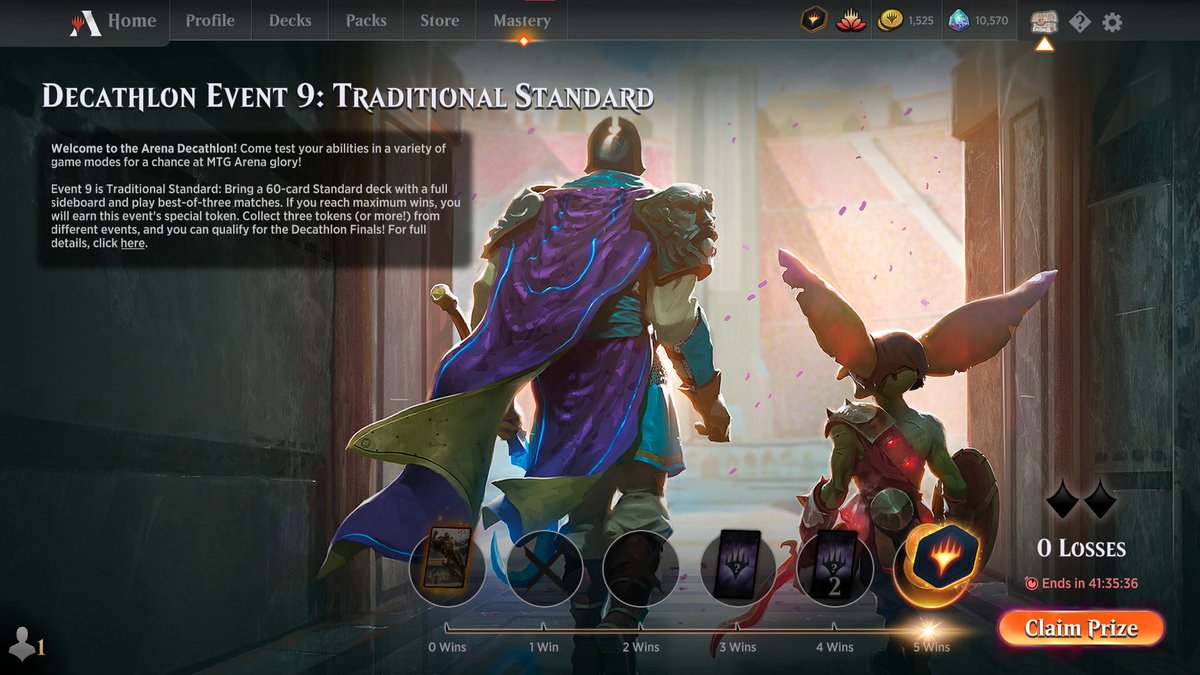 Home Profile Decks Packs Store Mastery 1,525 10,570
Decathlon Event 9: Traditional Standard
Welcome to the Arena Decathlon! Come test your abilities in a variety of
game modes for a chance at MTG Arena glory!
Event 9 is Traditional Standard: Bring a 60-card Standard deck with a full
sideboard and play best-of-three matches. If you reach maximum wins, you
will earn this event's special token. Collect three tokens (or more!) from
different events, and you can qualify for the Decathlon Finals! For full
details, click here.
?
?
2
0 Losses
Ends in 41:35:36
Claim Prize
0 Wins 1 Win 2 Wins 3 Wins 4 Wins 5 Wins
1